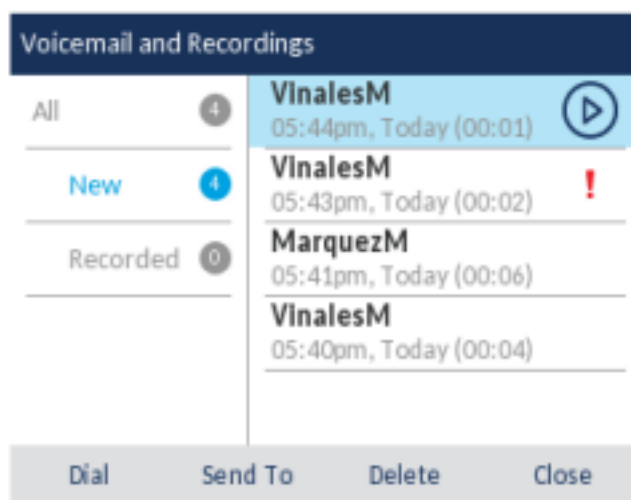 Voicemail and Recordings
All 4
New 4
Recorded 0
VinalesM
05:44pm, Today (00:01)
VinalesM
05:43pm, Today (00:02)
!
MarquezM
05:41pm, Today (00:06)
VinalesM
05:40pm, Today (00:04)
Dial Send To Delete Close